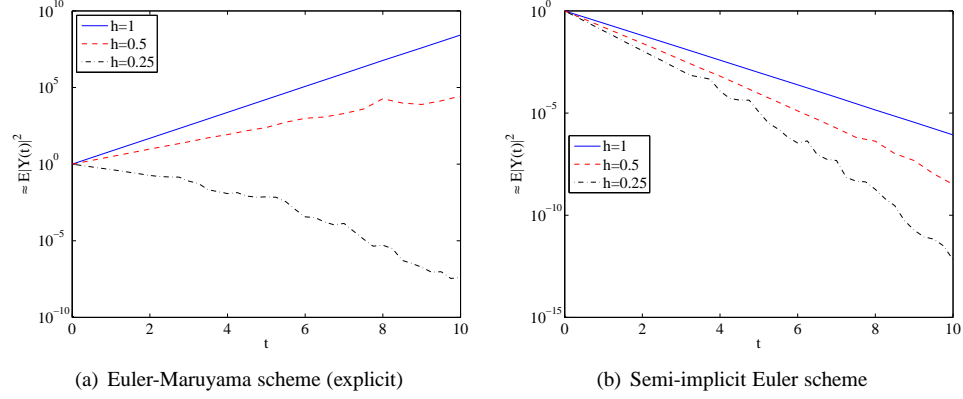 10^10
10^5
10^0
10^-5
10^-10
≈ E|Y(t)|^2
h=1
h=0.5
h=0.25
0 2 4 6 8 10
t
(a) Euler-Maruyama scheme (explicit)
10^0
10^-5
10^-10
10^-15
≈ E|Y(t)|^2
h=1
h=0.5
h=0.25
0 2 4 6 8 10
t
(b) Semi-implicit Euler scheme